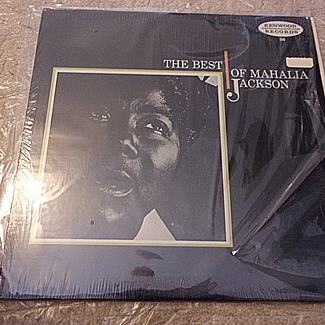 KENWOOD
RECORDS
THE BEST
OF MAHALIA
JACKSON